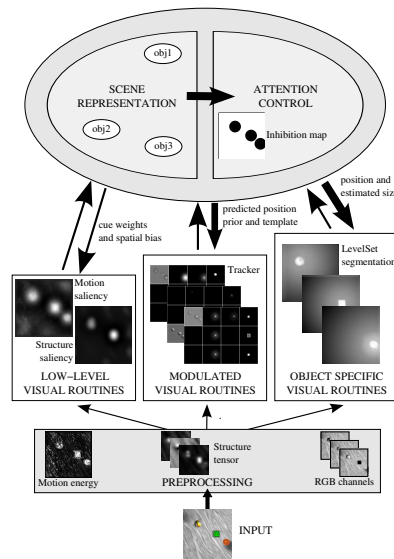 obj1
SCENE
REPRESENTATION
ATTENTION
CONTROL
obj2
obj3
Inhibition map
position and
estimated size
cue weights
and spatial bias
predicted position
prior and template
Motion
saliency
Structure
saliency
Tracker
LevelSet
segmentation
LOW−LEVEL
VISUAL ROUTINES
MODULATED
VISUAL ROUTINES
OBJECT SPECIFIC
VISUAL ROUTINES
Structure
tensor
Motion energy
PREPROCESSING
RGB channels
INPUT